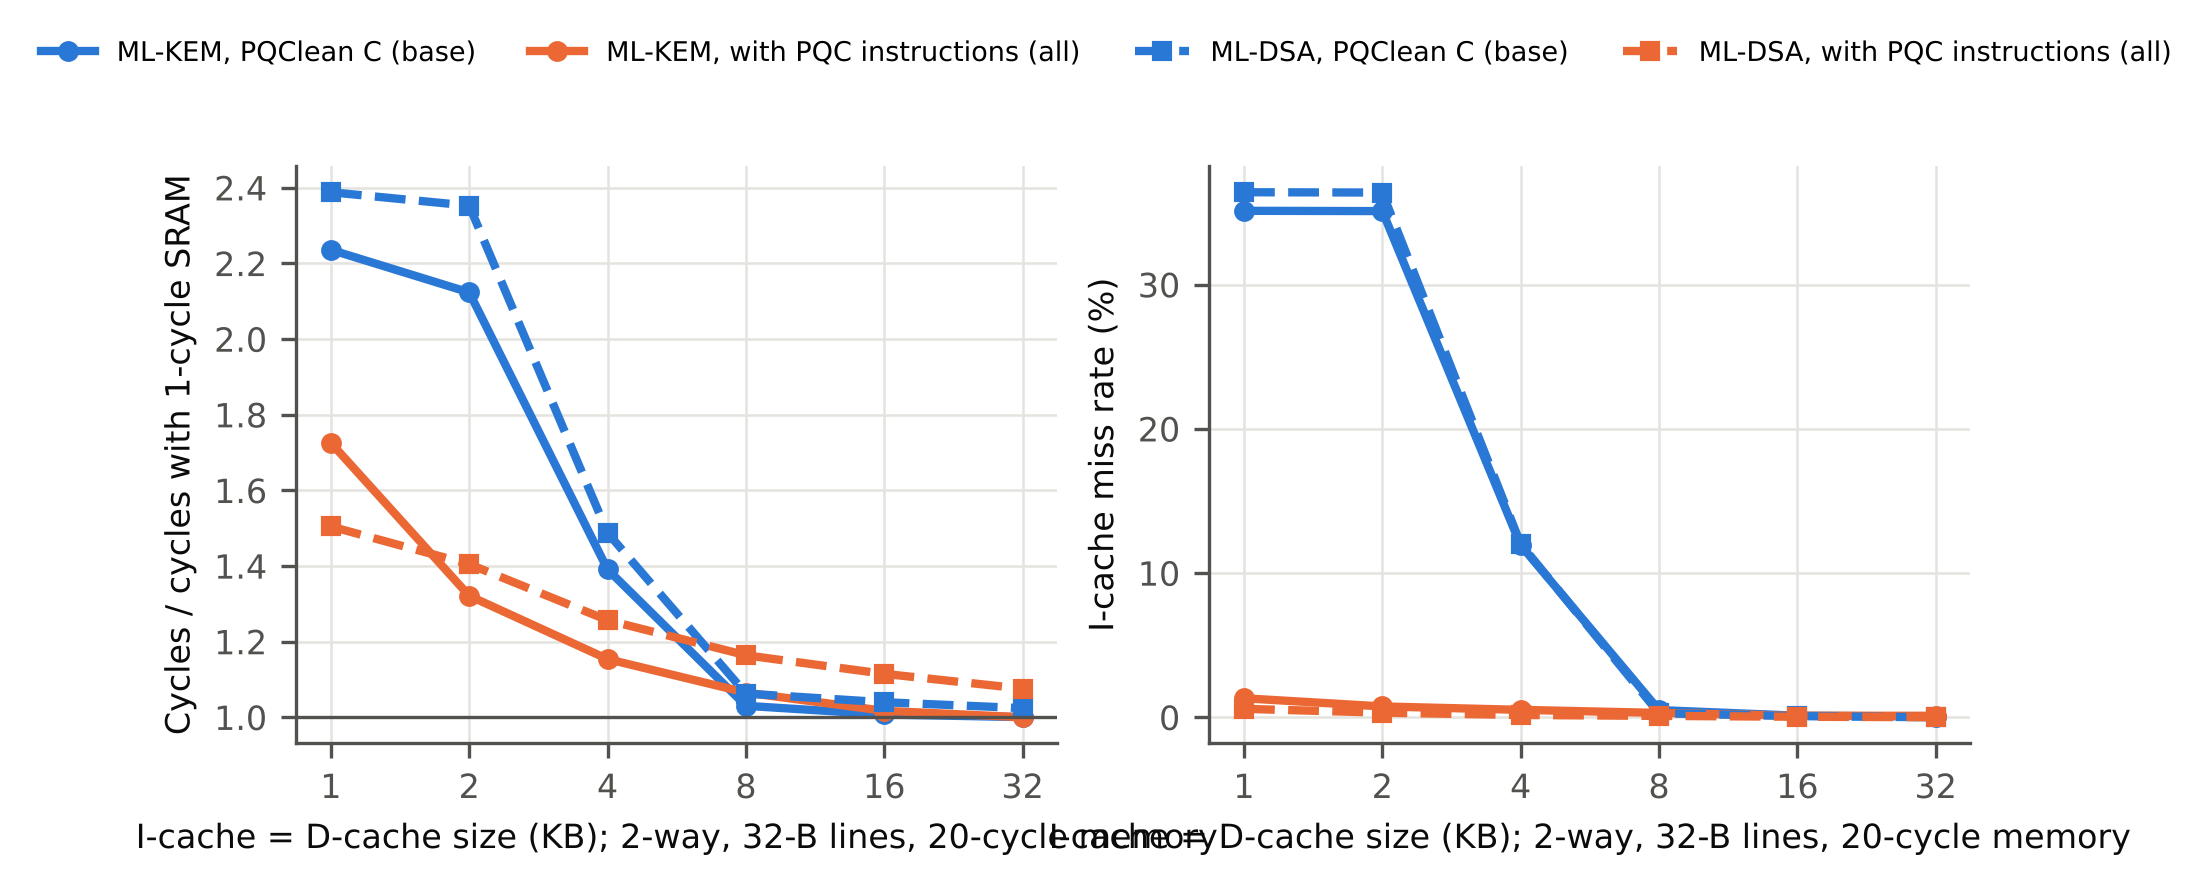 ML-KEM, PQClean C (base)
ML-KEM, with PQC instructions (all)
ML-DSA, PQClean C (base)
ML-DSA, with PQC instructions (all)
Cycles / cycles with 1-cycle SRAM
2.4
2.2
2.0
1.8
1.6
1.4
1.2
1.0
1 2 4 8 16 32
I-cache = D-cache size (KB); 2-way, 32-B lines, 20-cycle memory
I-cache miss rate (%)
30
20
10
0
1 2 4 8 16 32
I-cache = D-cache size (KB); 2-way, 32-B lines, 20-cycle memory